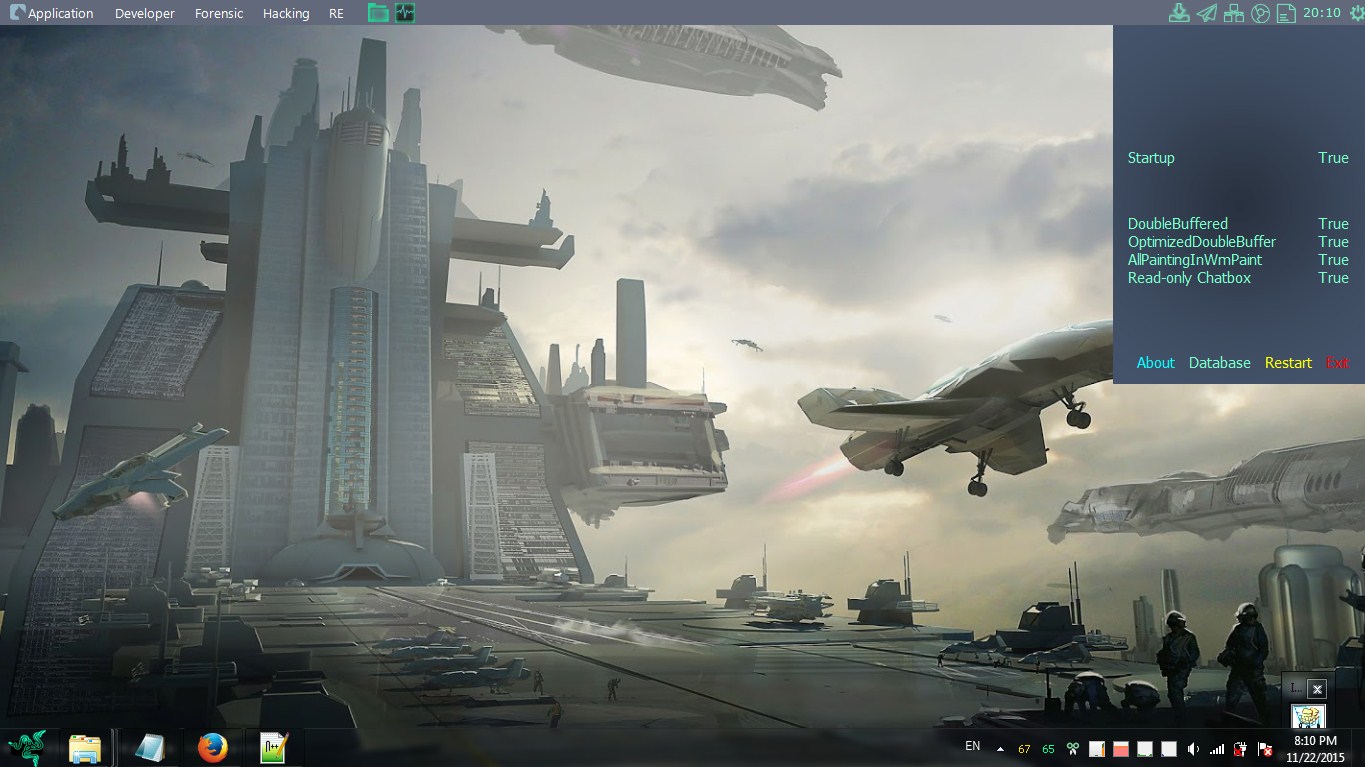 Application Developer Forensic Hacking RE 20:10
Startup True
DoubleBuffered True
OptimizedDoubleBuffer True
AllPaintingInWmPaint True
Read-only Chatbox True
About Database Restart Exit
EN 67 65 8:10 PM
11/22/2015